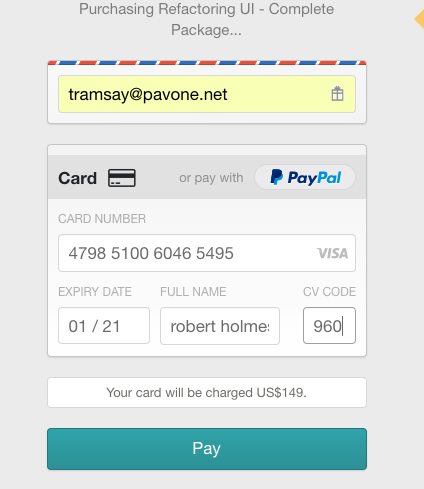 Purchasing Refactoring UI - Complete
Package...
tramsay@pavone.net
Card
or pay with
PayPal
CARD NUMBER
4798 5100 6046 5495
VISA
EXPIRY DATE
FULL NAME
CV CODE
01 / 21
robert holmes
960
Your card will be charged US$149.
Pay